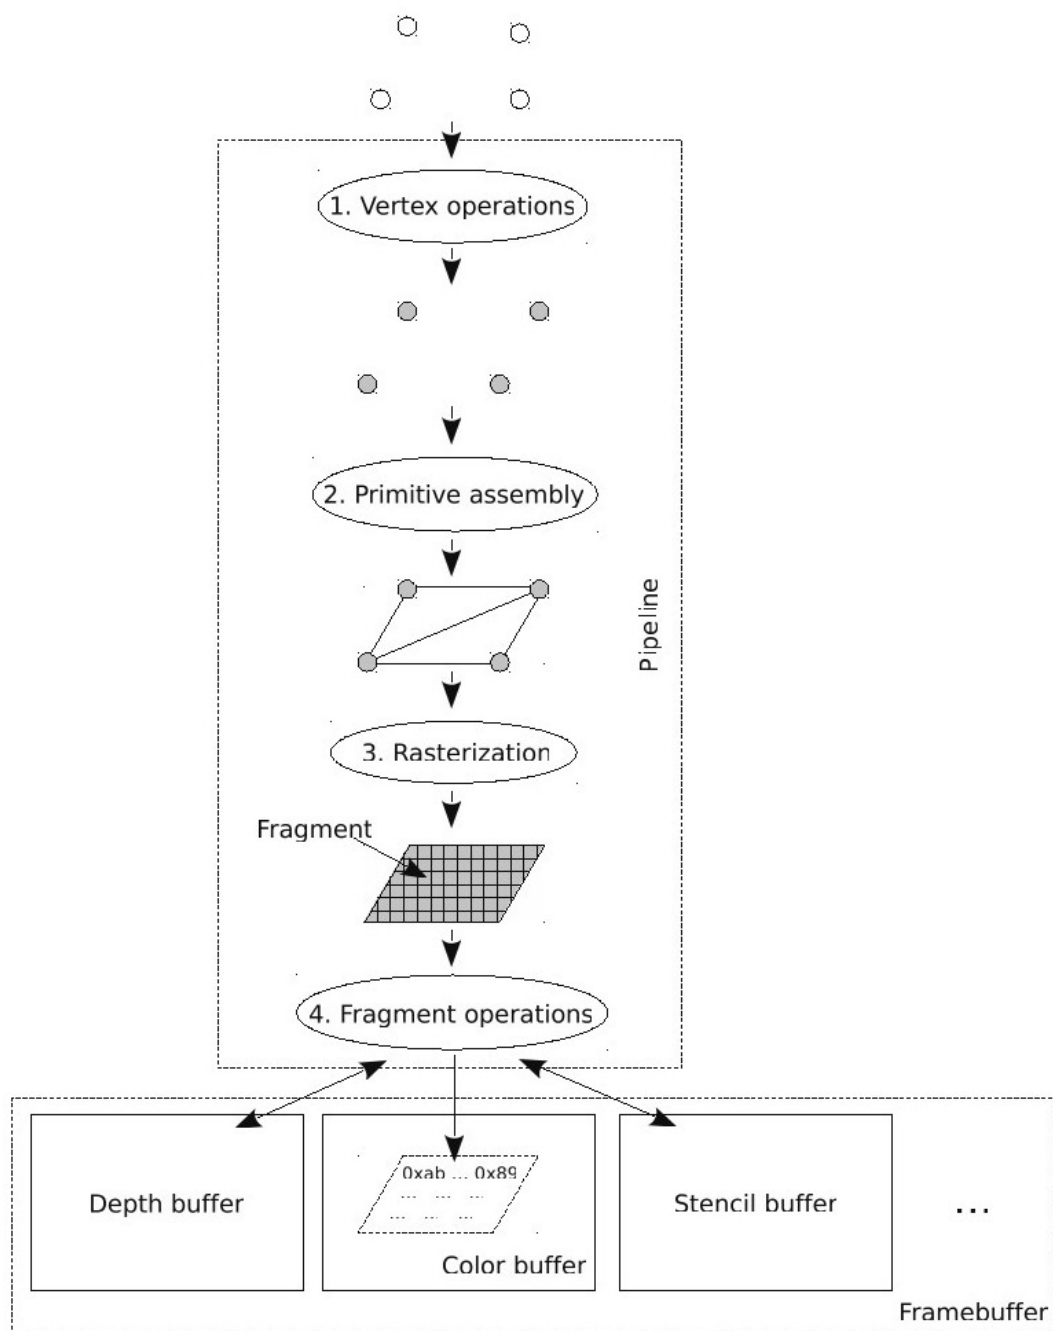 1. Vertex operations
2. Primitive assembly
Pipeline
3. Rasterization
Fragment
4. Fragment operations
0xab ... 0x89
... ... ...
... ... ...
Depth buffer
Stencil buffer
...
Color buffer
Framebuffer